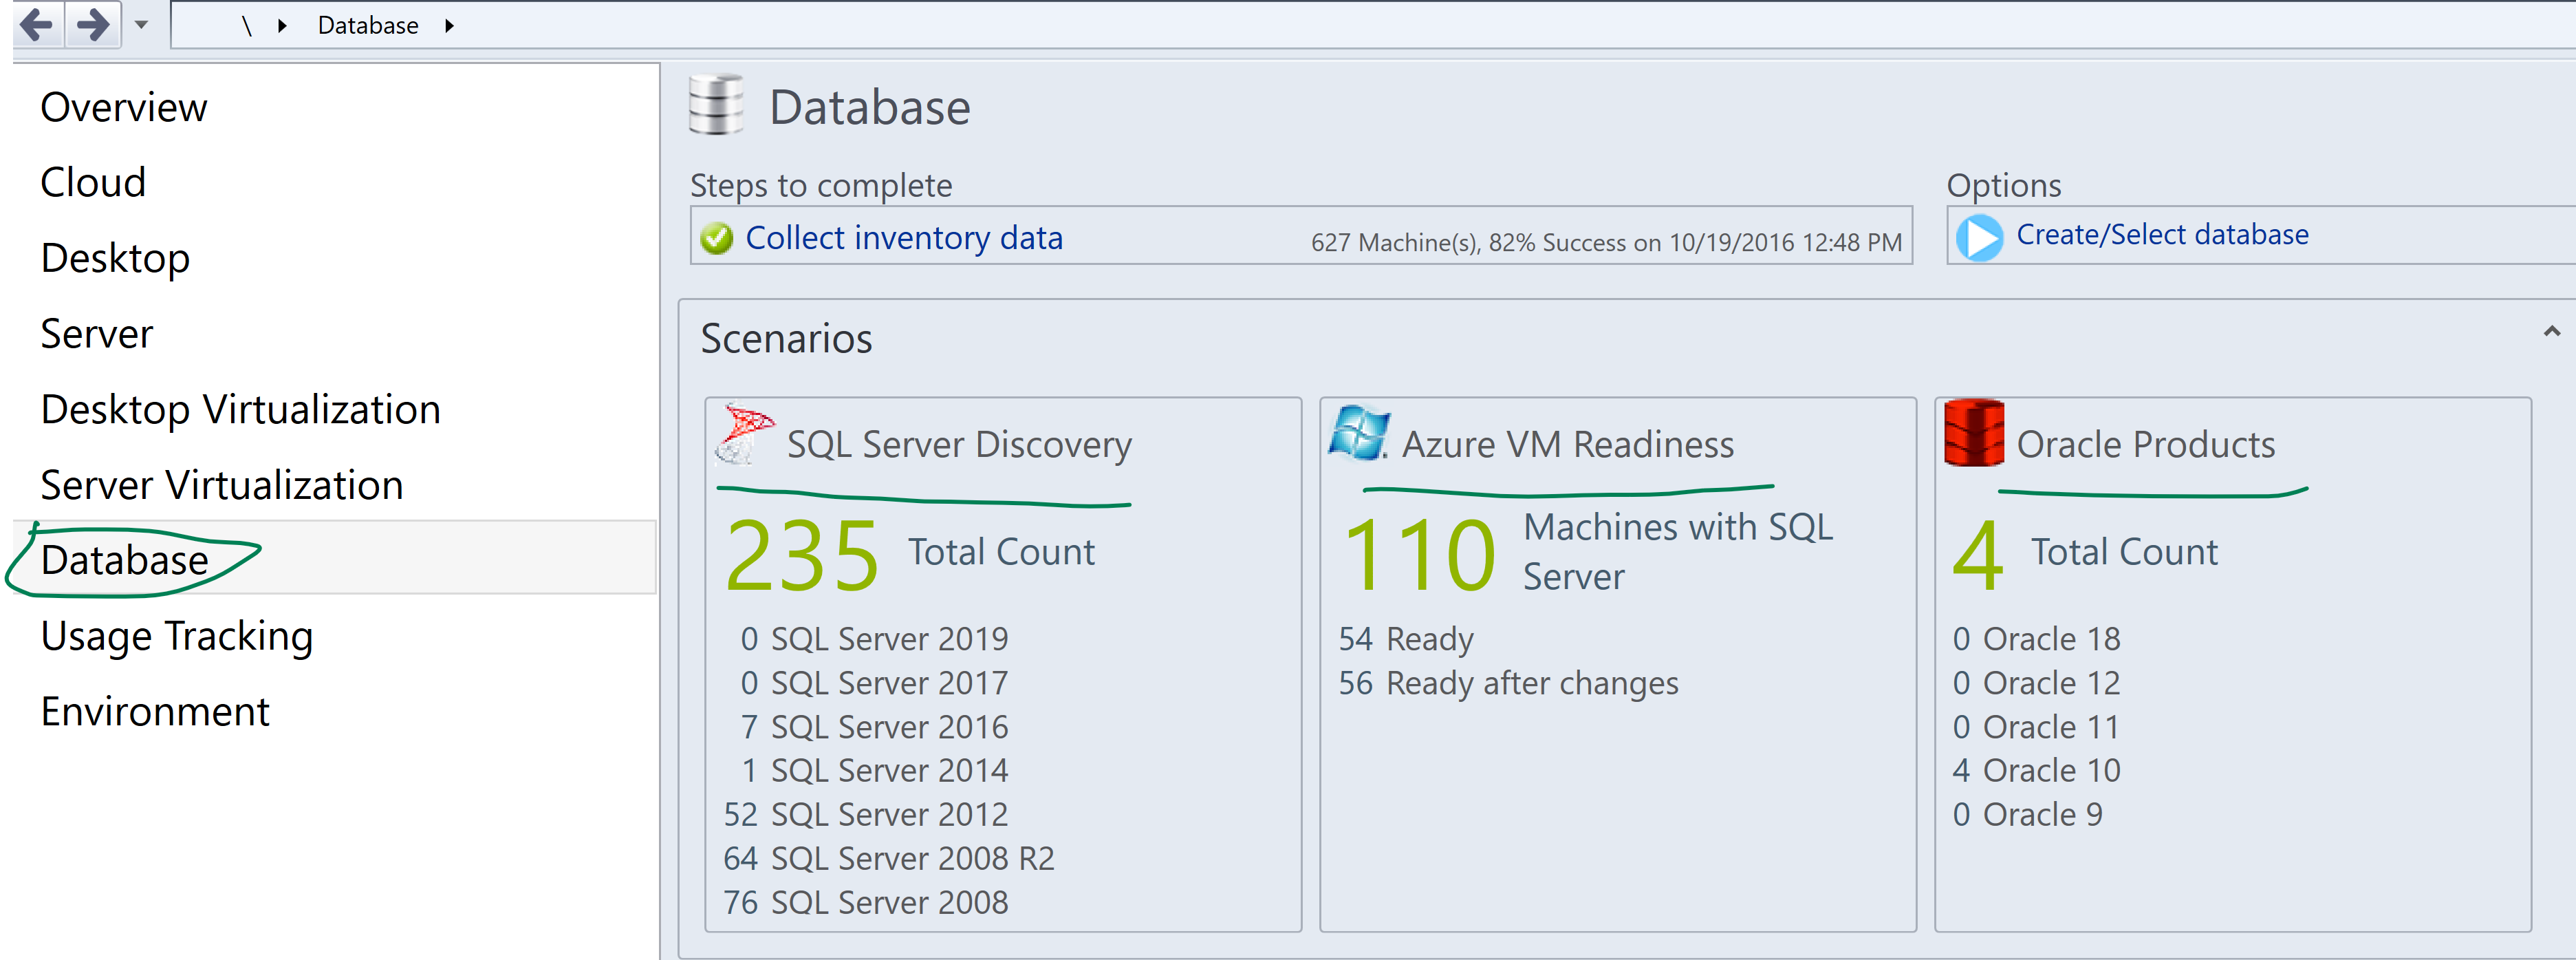 \ Database
Overview
Cloud
Desktop
Server
Desktop Virtualization
Server Virtualization
Database
Usage Tracking
Environment
Database
Steps to complete
Collect inventory data 627 Machine(s), 82% Success on 10/19/2016 12:48 PM
Options
Create/Select database
Scenarios
SQL Server Discovery
235 Total Count
0 SQL Server 2019
0 SQL Server 2017
7 SQL Server 2016
1 SQL Server 2014
52 SQL Server 2012
64 SQL Server 2008 R2
76 SQL Server 2008
Azure VM Readiness
110 Machines with SQL
Server
54 Ready
56 Ready after changes
Oracle Products
4 Total Count
0 Oracle 18
0 Oracle 12
0 Oracle 11
4 Oracle 10
0 Oracle 9